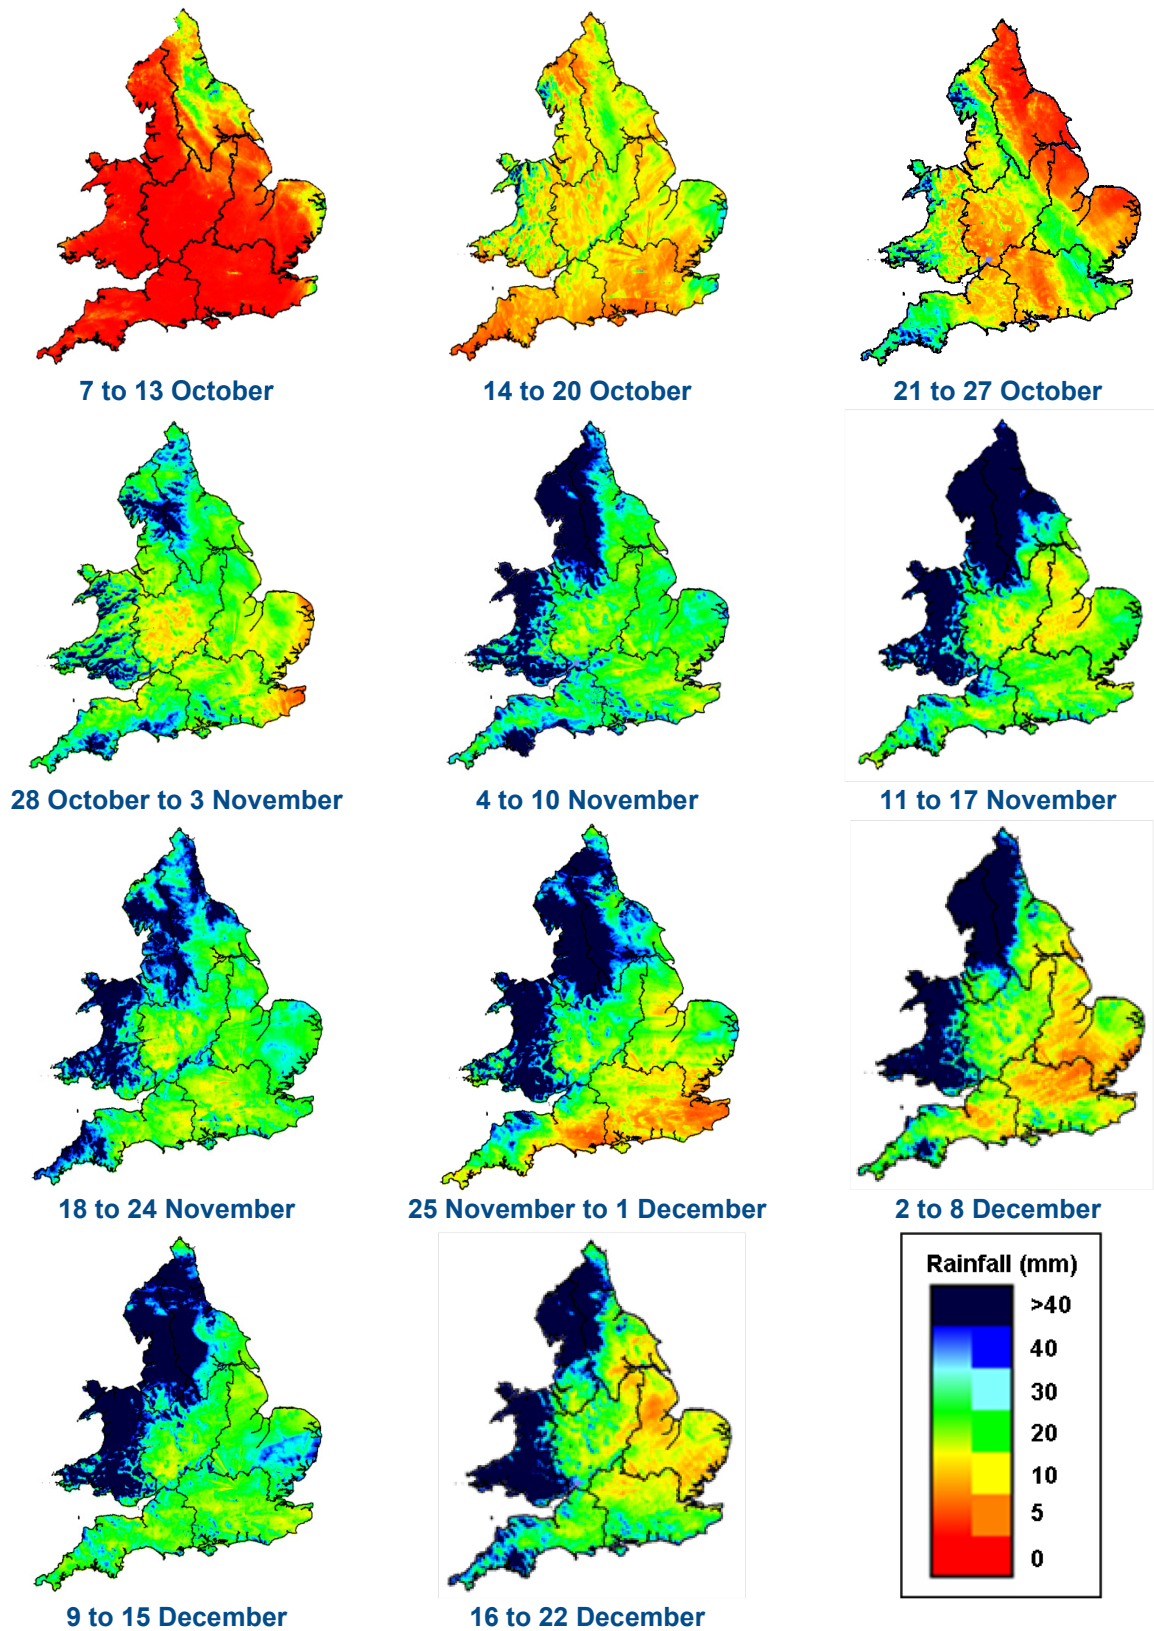 7 to 13 October
14 to 20 October
21 to 27 October
28 October to 3 November
4 to 10 November
11 to 17 November
18 to 24 November
25 November to 1 December
2 to 8 December
Rainfall (mm)
>40
40
30
20
10
5
0
9 to 15 December
16 to 22 December